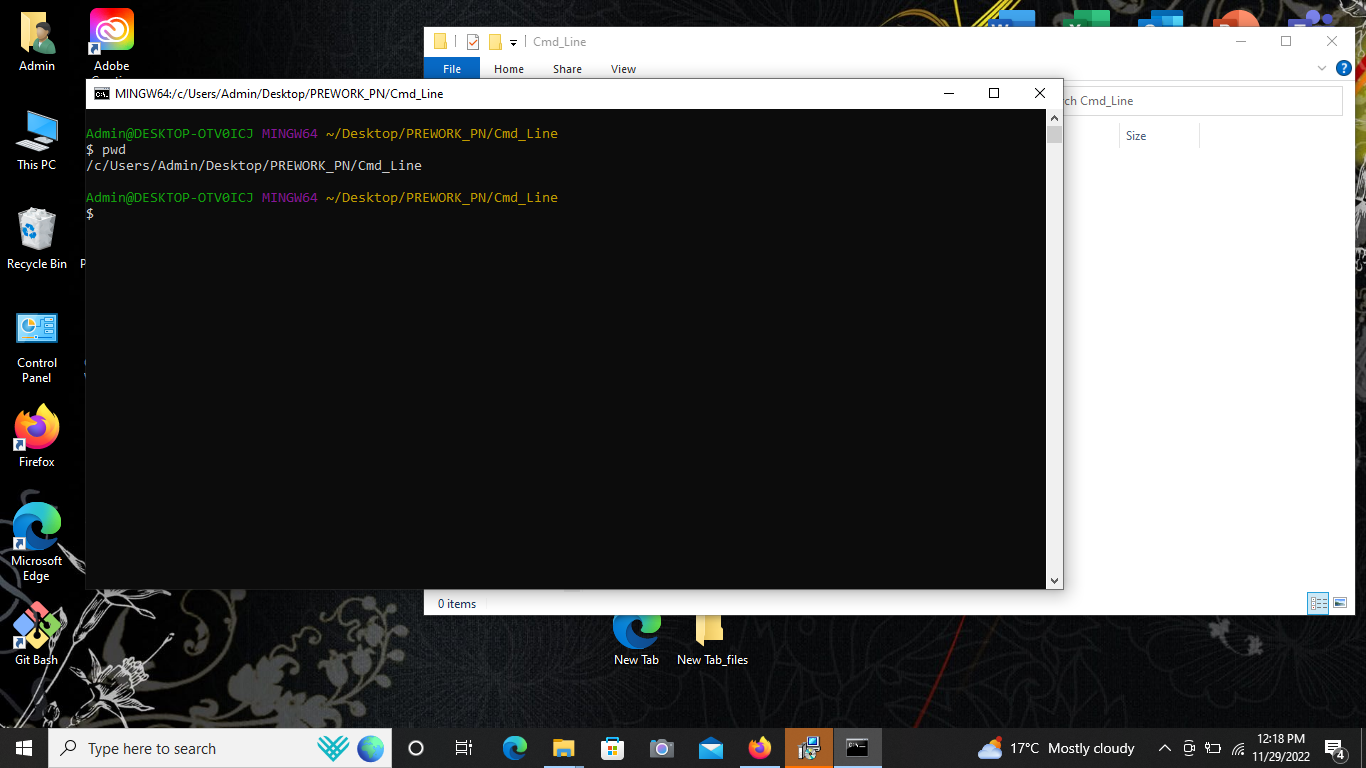 Admin
Adobe
This PC
Recycle Bin
Control
Panel
Firefox
Microsoft
Edge
Git Bash
Cmd_Line
File Home Share View
MINGW64:/c/Users/Admin/Desktop/PREWORK_PN/Cmd_Line
Admin@DESKTOP-OTV0ICJ MINGW64 ~/Desktop/PREWORK_PN/Cmd_Line
$ pwd
/c/Users/Admin/Desktop/PREWORK_PN/Cmd_Line
Admin@DESKTOP-OTV0ICJ MINGW64 ~/Desktop/PREWORK_PN/Cmd_Line
$
Cmd_Line
Size
0 items
New Tab
New Tab_files
Type here to search
17°C Mostly cloudy
12:18 PM
11/29/2022
4